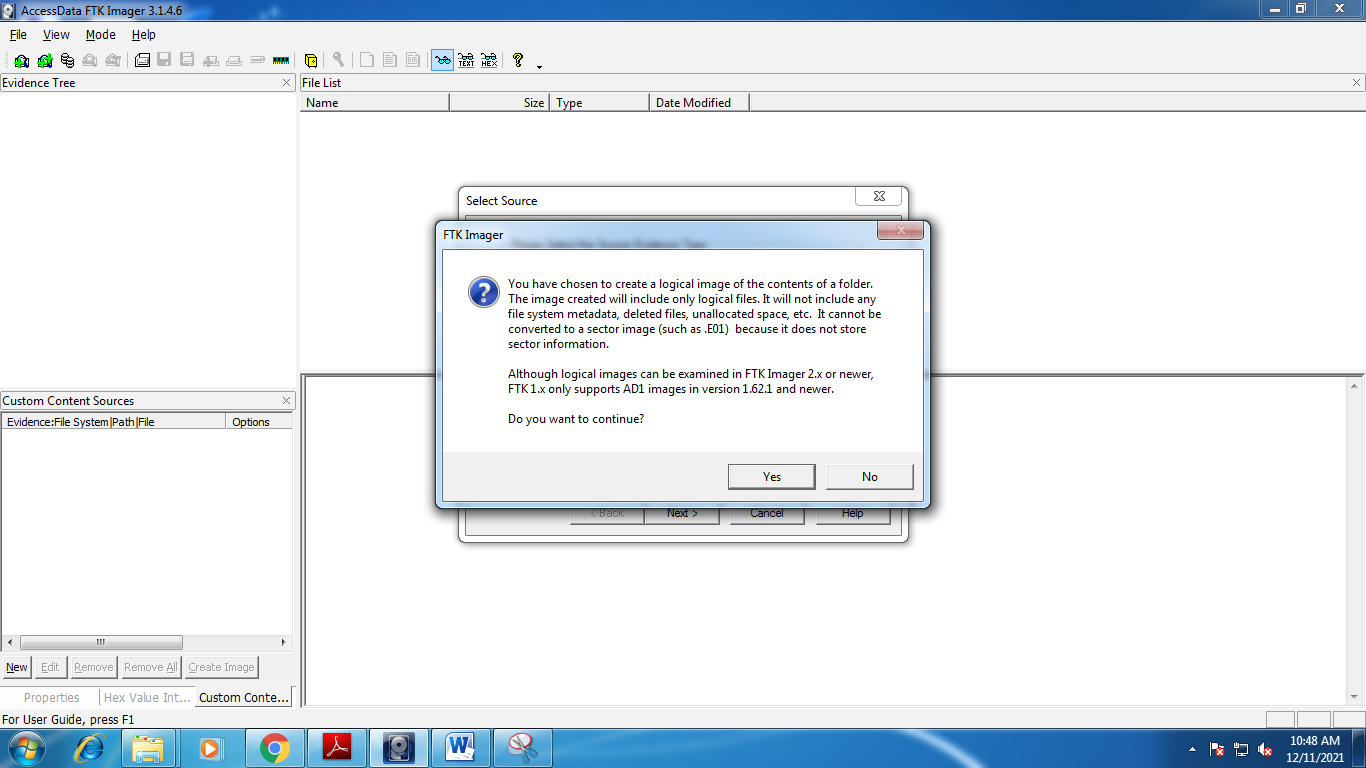 AccessData FTK Imager 3.1.4.6
File View Mode Help
TEXT HEX
Evidence Tree
File List
Name Size Type Date Modified
Select Source
FTK Imager
You have chosen to create a logical image of the contents of a folder.
The image created will include only logical files. It will not include any
file system metadata, deleted files, unallocated space, etc. It cannot be
converted to a sector image (such as .E01) because it does not store
sector information.
Although logical images can be examined in FTK Imager 2.x or newer,
FTK 1.x only supports AD1 images in version 1.62.1 and newer.
Do you want to continue?
Yes No
< Back Next > Cancel Help
Custom Content Sources
Evidence:File System|Path|File Options
New Edit Remove Remove All Create Image
Properties Hex Value Int... Custom Conte...
For User Guide, press F1
10:48 AM
12/11/2021